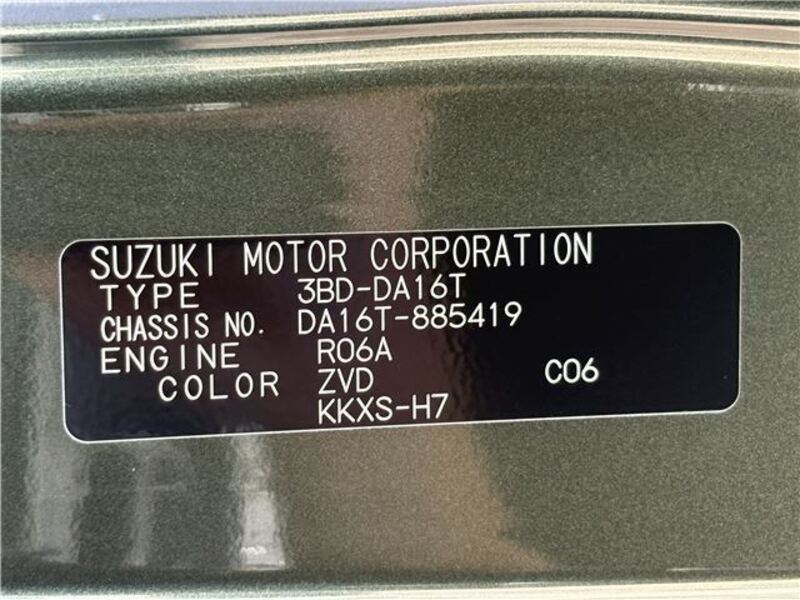 SUZUKI MOTOR CORPORATION
TYPE 3BD-DA16T
CHASSIS NO. DA16T-885419
ENGINE R06A
COLOR ZVD C06
KKXS-H7